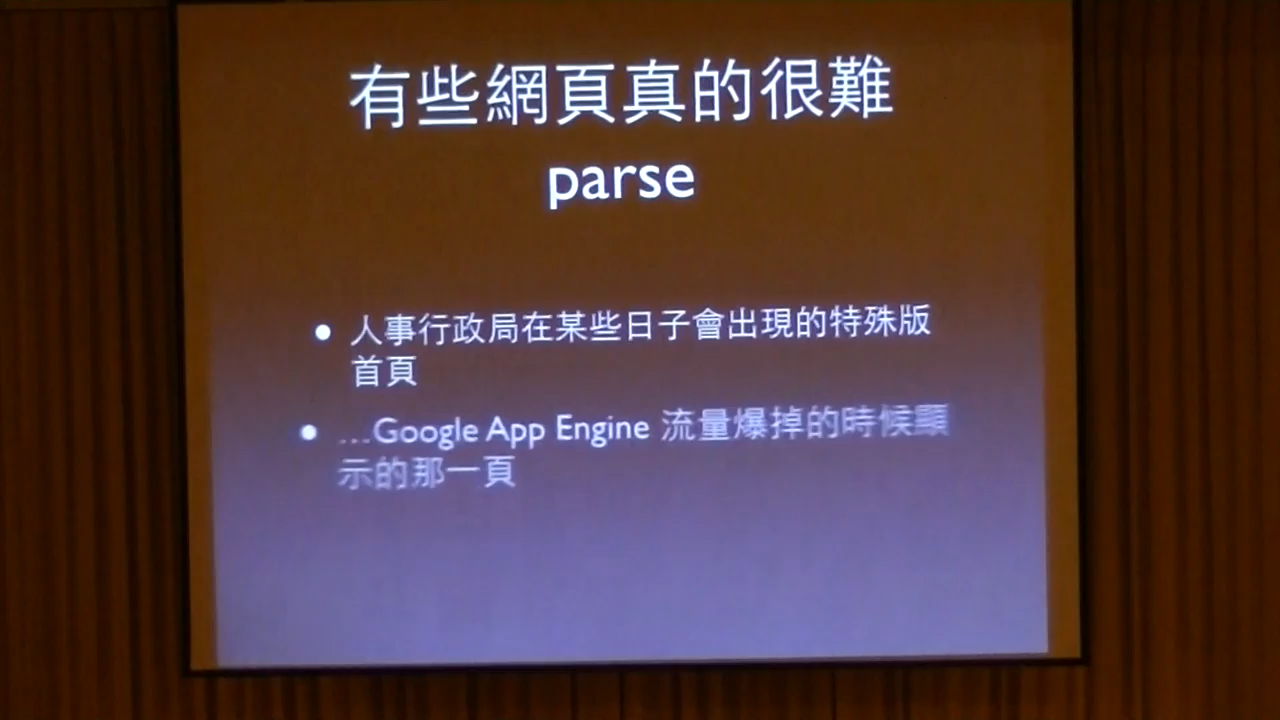 有些網頁真的很難
parse
• 人事行政局在某些日子會出現的特殊版
首頁
• …Google App Engine 流量爆掉的時候顯
示的那一頁